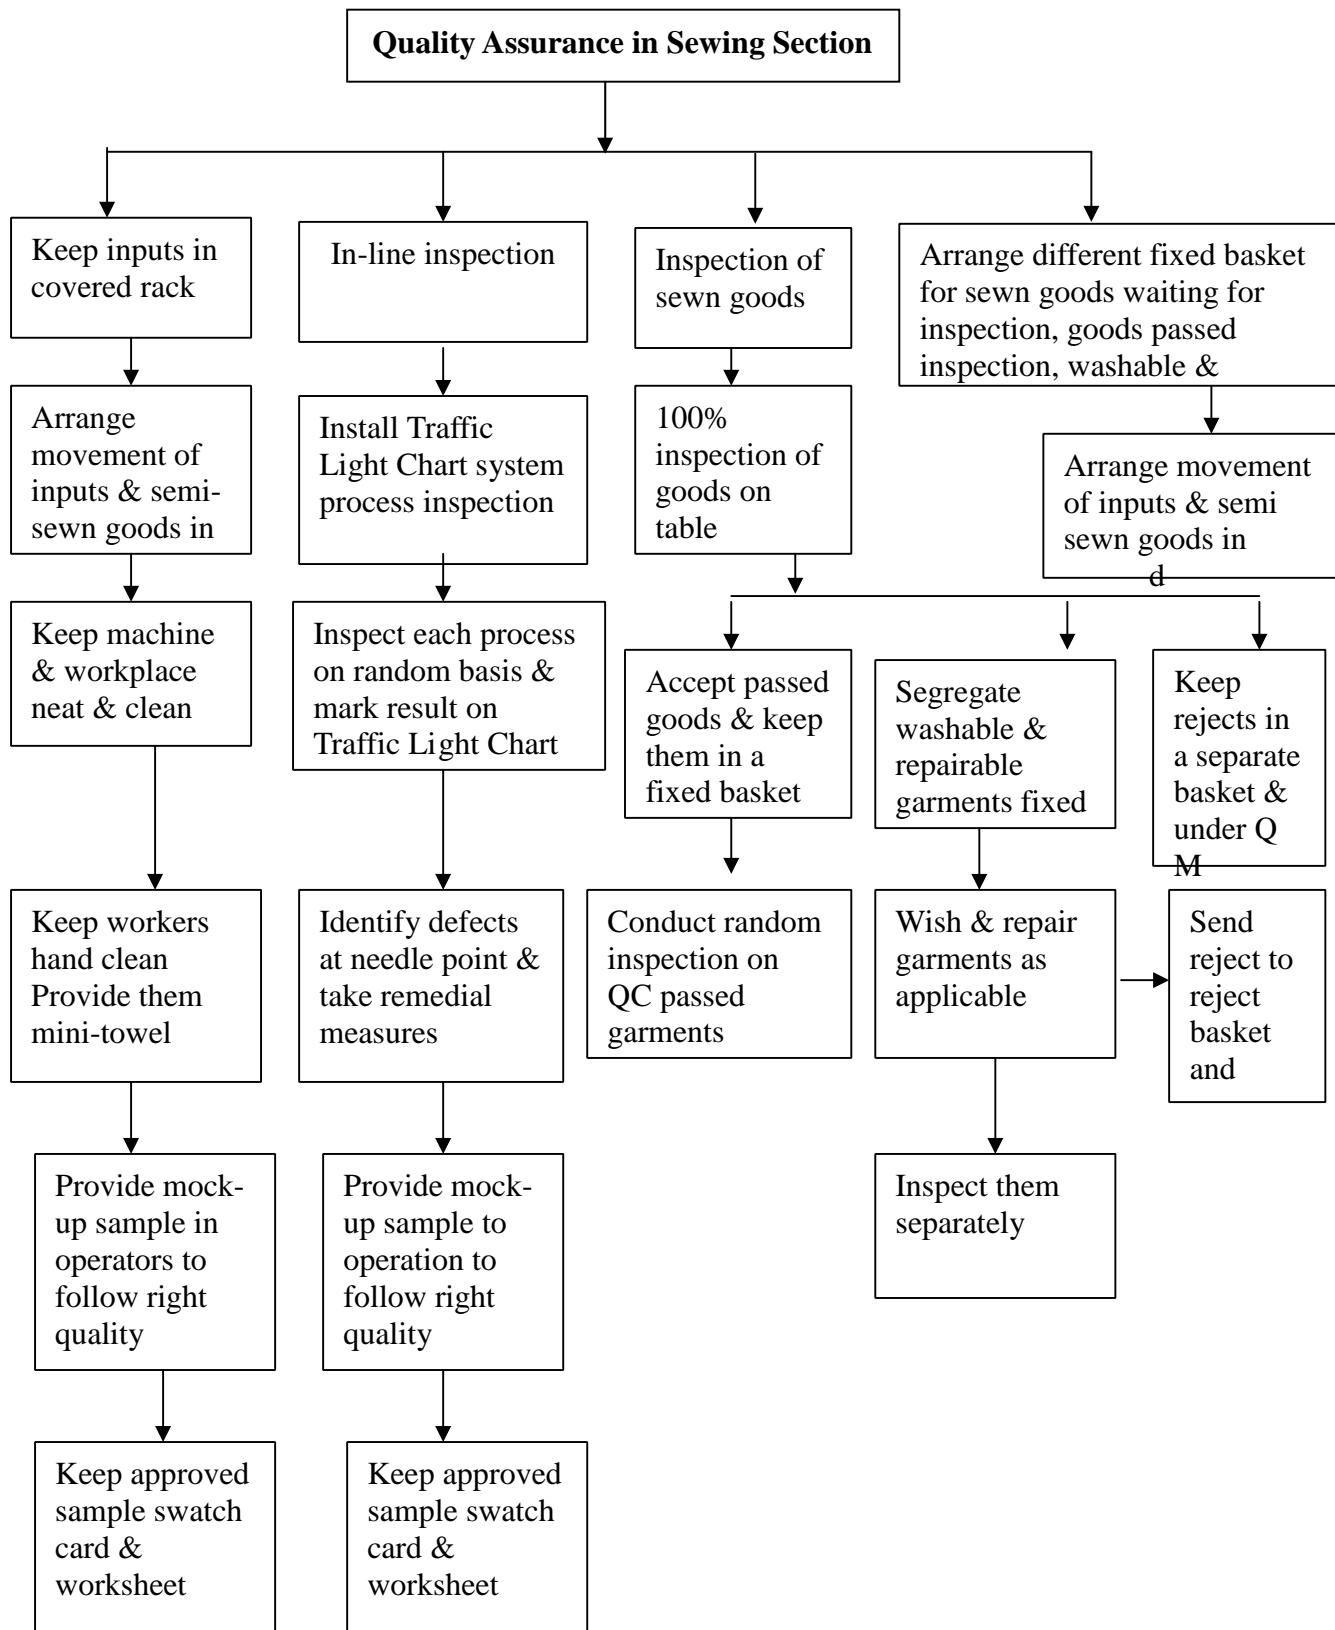 Quality Assurance in Sewing Section
Keep inputs in
covered rack
In-line inspection
Inspection of
sewn goods
Arrange different fixed basket
for sewn goods waiting for
inspection, goods passed
inspection, washable &
Arrange
movement of
inputs & semi-
sewn goods in
Install Traffic
Light Chart system
process inspection
100%
inspection of
goods on
table
Arrange movement
of inputs & semi
sewn goods in
d
Keep machine
& workplace
neat & clean
Inspect each process
on random basis &
mark result on
Traffic Light Chart
Accept passed
goods & keep
them in a
fixed basket
Segregate
washable &
repairable
garments fixed
Keep
rejects in
a separate
basket &
under Q
M
Keep workers
hand clean
Provide them
mini-towel
Identify defects
at needle point &
take remedial
measures
Conduct random
inspection on
QC passed
garments
Wish & repair
garments as
applicable
Send
reject to
reject
basket
and
Provide mock-
up sample in
operators to
follow right
quality
Provide mock-
up sample to
operation to
follow right
quality
Inspect them
separately
Keep approved
sample swatch
card &
worksheet
Keep approved
sample swatch
card &
worksheet